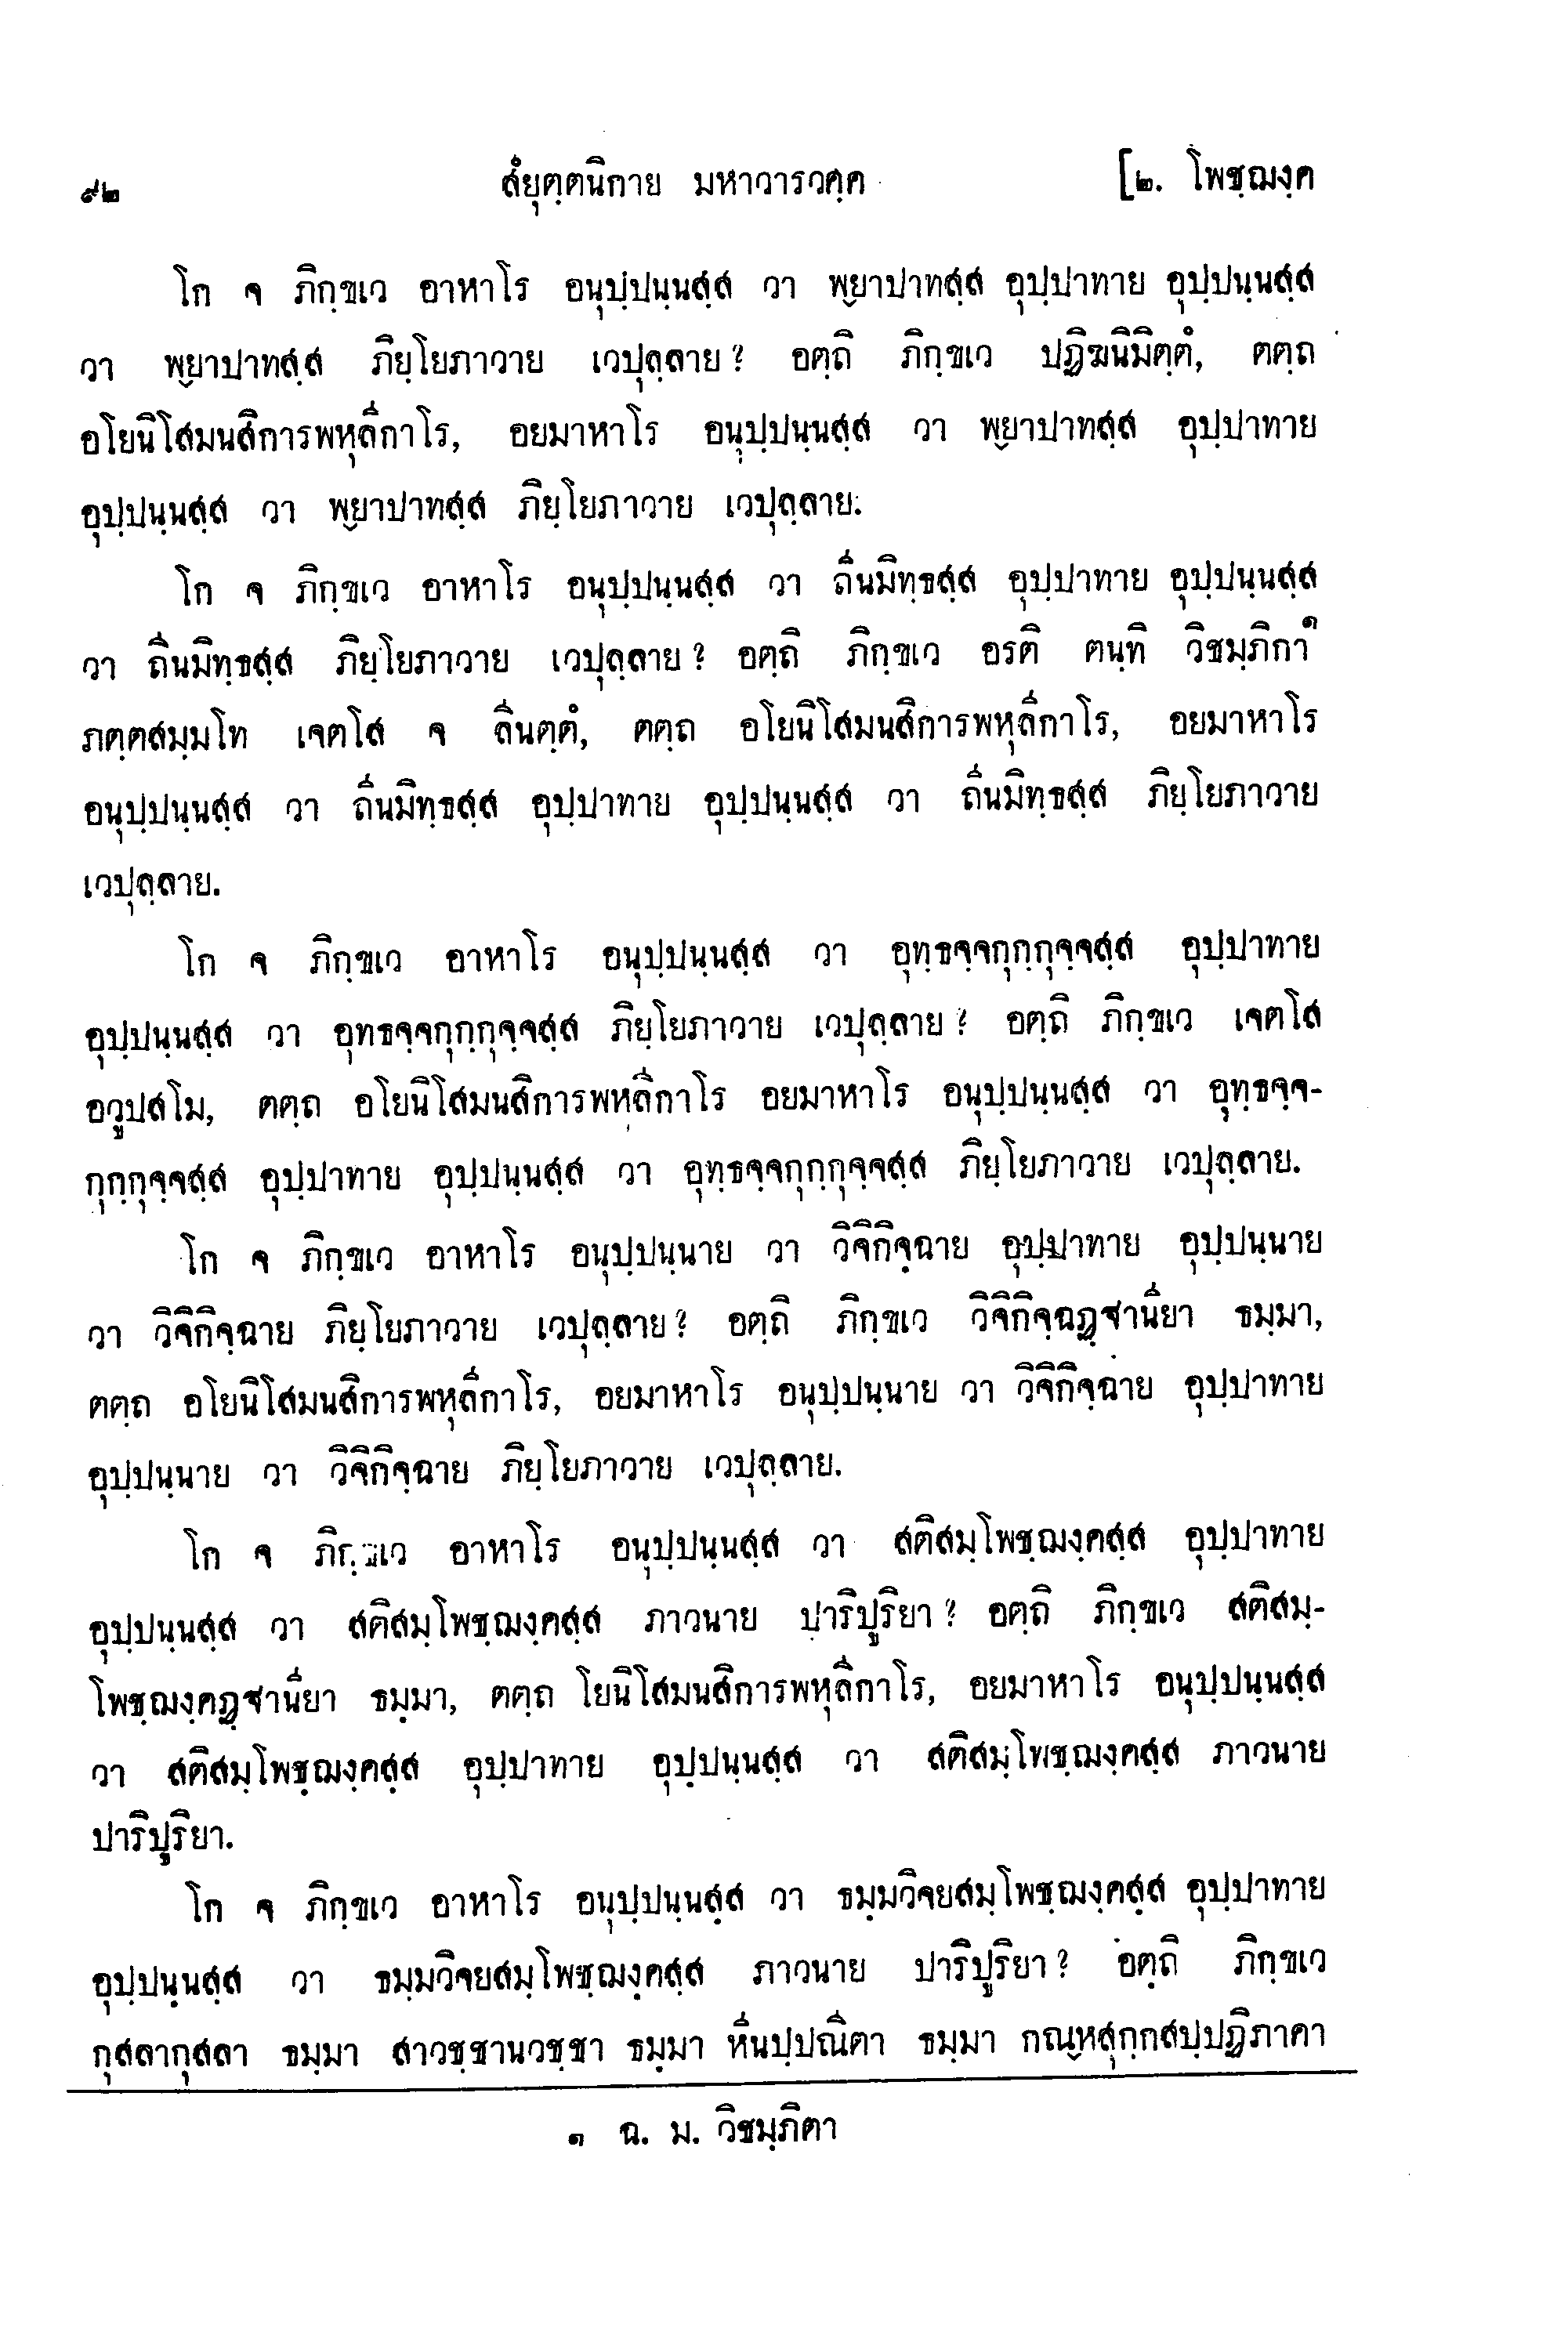 ๙๒ สํยุตฺตนิกาย มหาวารวคฺค [๒. โพชฺฌงฺค
โก จ ภิกฺขเว อาหาโร อนุปฺปนฺนสฺส วา พฺยาปาทสฺส อุปฺปาทาย อุปฺปนฺนสฺส
วา พฺยาปาทสฺส ภิยฺโยภาวาย เวปุลฺลาย? อตฺถิ ภิกฺขเว ปฏิฆนิมิตฺตํ, ตตฺถ
อโยนิโสมนสิการพหุลีกาโร, อยมาหาโร อนุปฺปนฺนสฺส วา พฺยาปาทสฺส อุปฺปาทาย
อุปฺปนฺนสฺส วา พฺยาปาทสฺส ภิยฺโยภาวาย เวปุลฺลาย.
โก จ ภิกฺขเว อาหาโร อนุปฺปนฺนสฺส วา ถีนมิทฺธสฺส อุปฺปาทาย อุปฺปนฺนสฺส
วา ถีนมิทฺธสฺส ภิยฺโยภาวาย เวปุลฺลาย? อตฺถิ ภิกฺขเว อรติ ตนฺทิ วิชมฺภิกา๑
ภตฺตสมฺมโท เจตโส จ ลีนตฺตํ, ตตฺถ อโยนิโสมนสิการพหุลีกาโร, อยมาหาโร
อนุปฺปนฺนสฺส วา ถีนมิทฺธสฺส อุปฺปาทาย อุปฺปนฺนสฺส วา ถีนมิทฺธสฺส ภิยฺโยภาวาย
เวปุลฺลาย.
โก จ ภิกฺขเว อาหาโร อนุปฺปนฺนสฺส วา อุทฺธจฺจกุกฺกุจฺจสฺส อุปฺปาทาย
อุปฺปนฺนสฺส วา อุทธจฺจกุกฺกุจฺจสฺส ภิยฺโยภาวาย เวปุลฺลาย? อตฺถิ ภิกฺขเว เจตโส
อวูปสโม, ตตฺถ อโยนิโสมนสิการพหุลีกาโร อยมาหาโร อนุปฺปนฺนสฺส วา อุทฺธจฺจ-
กุกฺกุจฺจสฺส อุปฺปาทาย อุปฺปนฺนสฺส วา อุทฺธจฺจกุกฺกุจฺจสฺส ภิยฺโยภาวาย เวปุลฺลาย.
โก จ ภิกฺขเว อาหาโร อนุปฺปนฺนาย วา วิจิกิจฺฉาย อุปฺปาทาย อุปฺปนฺนาย
วา วิจิกิจฺฉาย ภิยฺโยภาวาย เวปุลฺลาย? อตฺถิ ภิกฺขเว วิจิกิจฺฉฏฺฐานียา ธมฺมา,
ตตฺถ อโยนิโสมนสิการพหุลีกาโร, อยมาหาโร อนุปฺปนฺนาย วา วิจิกิจฺฉาย อุปฺปาทาย
อุปฺปนฺนาย วา วิจิกิจฺฉาย ภิยฺโยภาวาย เวปุลฺลาย.
โก จ ภิกฺขเว อาหาโร อนุปฺปนฺนสฺส วา สติสมฺโพชฺฌงฺคสฺส อุปฺปาทาย
อุปฺปนฺนสฺส วา สติสมฺโพชฺฌงฺคสฺส ภาวนาย ปาริปูริยา? อตฺถิ ภิกฺขเว สติสมฺ-
โพชฺฌงฺคฏฺฐานียา ธมฺมา, ตตฺถ โยนิโสมนสิการพหุลีกาโร, อยมาหาโร อนุปฺปนฺนสฺส
วา สติสมฺโพชฺฌงฺคสฺส อุปฺปาทาย อุปฺปนฺนสฺส วา สติสมฺโพชฺฌงฺคสฺส ภาวนาย
ปาริปูริยา.
โก จ ภิกฺขเว อาหาโร อนุปฺปนฺนสฺส วา ธมฺมวิจยสมฺโพชฺฌงฺคสฺส อุปฺปาทาย
อุปฺปนฺนสฺส วา ธมฺมวิจยสมฺโพชฺฌงฺคสฺส ภาวนาย ปาริปูริยา? อตฺถิ ภิกฺขเว
กุสลากุสลา ธมฺมา สาวชฺชานวชฺชา ธมฺมา หีนปฺปณีตา ธมฺมา กณฺหสุกฺกสปฺปฏิภาคา
๑ ฉ. ม. วิชมฺภิตา